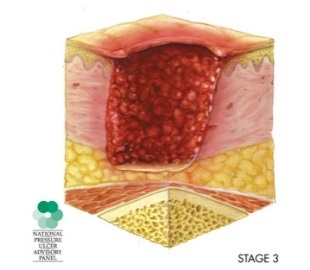 NATIONAL
PRESSURE
ULCER
ADVISORY
PANEL
STAGE 3